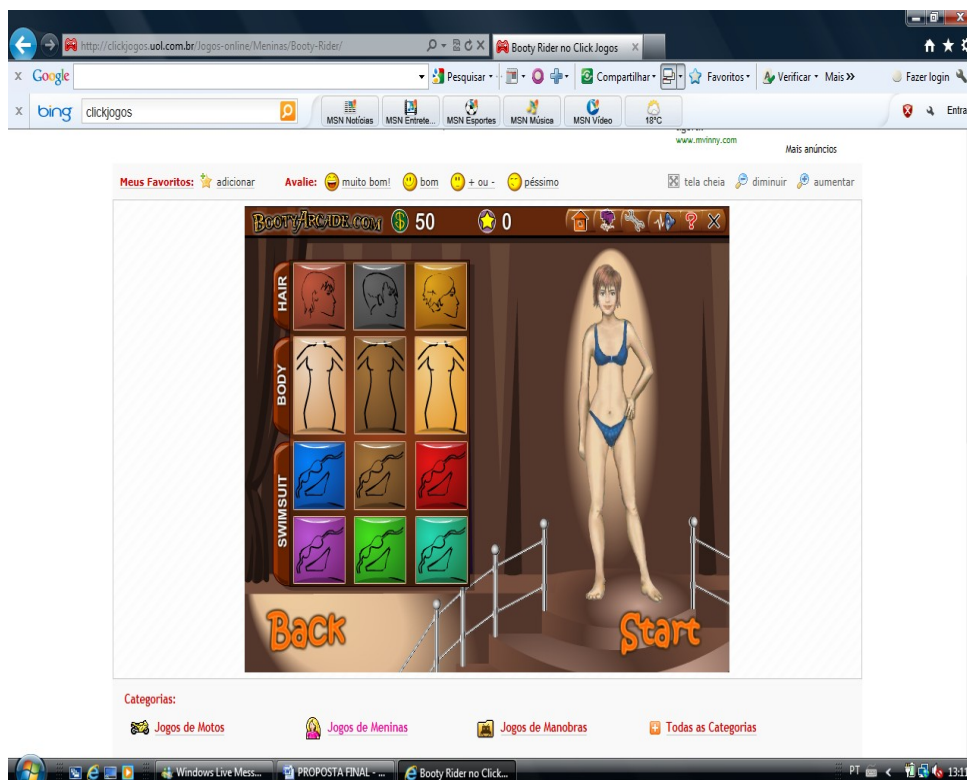 http://clickjogos.uol.com.br/Jogos-online/Meninas/Booty-Rider/
Booty Rider no Click Jogos
Google
Pesquisar
Compartilhar
Favoritos
Verificar
Mais »
Fazer login
bing
clickjogos
MSN Notícias
MSN Entrete...
MSN Esportes
MSN Música
MSN Vídeo
18°C
Entra
www.mvinny.com
Mais anúncios
Meus Favoritos: adicionar
Avalie: muito bom! bom + ou - péssimo
tela cheia diminuir aumentar
BootyArcade.com $ 50 0 ?
HAIR
BODY
SWIMSUIT
Back
Start
Categorias:
Jogos de Motos
Jogos de Meninas
Jogos de Manobras
Todas as Categorias
Windows Live Mess...
PROPOSTA FINAL - ...
Booty Rider no Click...
PT